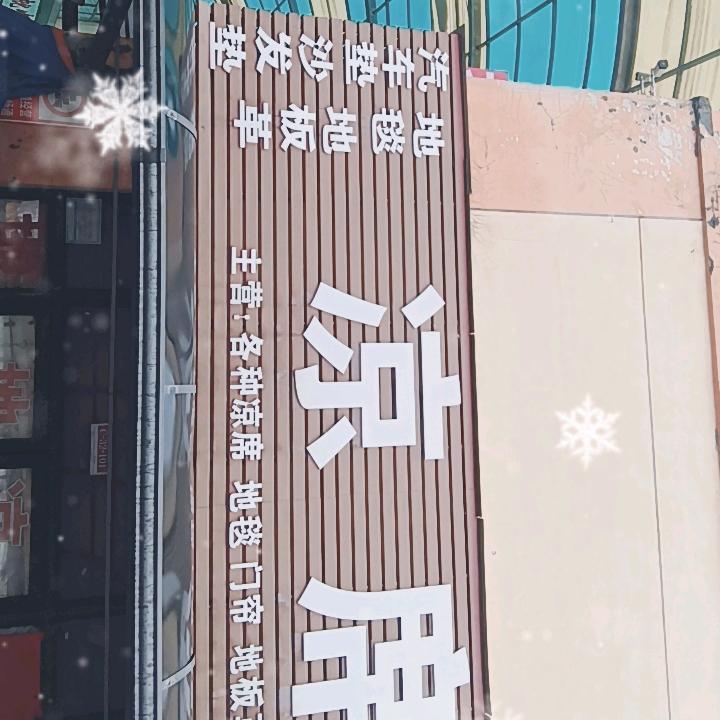 汽车垫沙发垫
地毯地板革
凉席
主营:各种凉席 地毯 门帘 地板